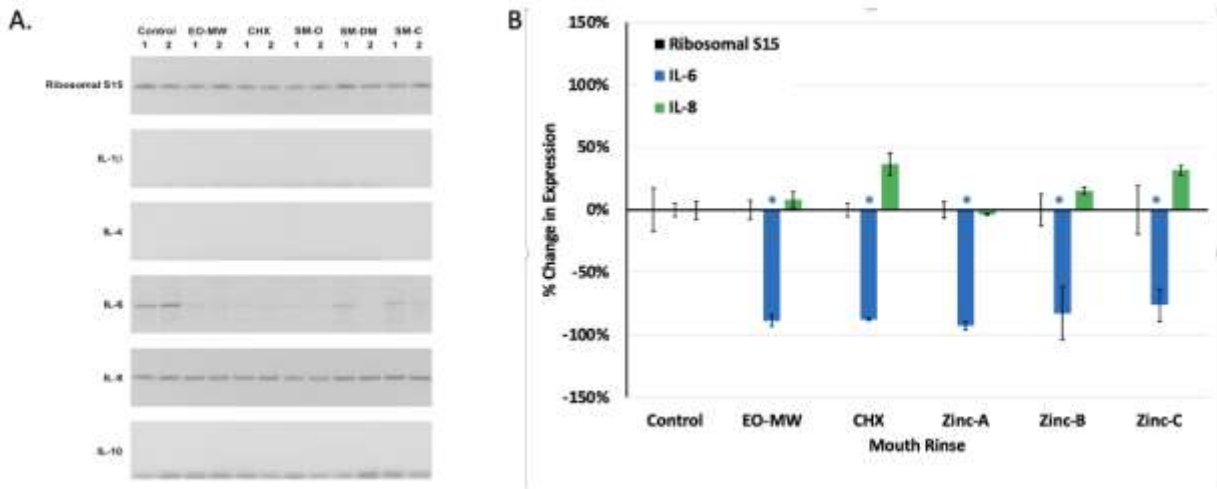 A.
Control EO-MW CHX SM-O SM-DM SM-C
1 2 1 2 1 2 1 2 1 2 1 2
Ribosomal S15
IL-1β
IL-4
IL-6
IL-8
IL-10
B
150%
100%
50%
0%
-50%
-100%
-150%
% Change in Expression
Ribosomal S15
IL-6
IL-8
Control EO-MW CHX Zinc-A Zinc-B Zinc-C
Mouth Rinse